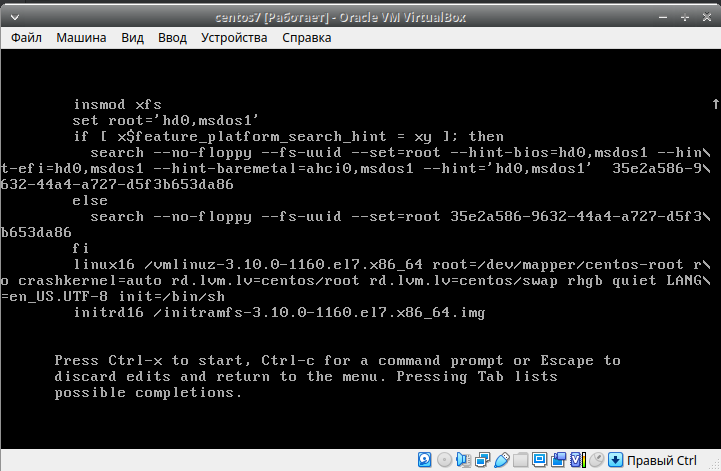 centos7 [Работает] - Oracle VM VirtualBox
Файл Машина Вид Ввод Устройства Справка
insmod xfs
set root='hd0,msdos1'
if [ x$feature_platform_search_hint = xy ]; then
search --no-floppy --fs-uuid --set=root --hint-bios=hd0,msdos1 --hin\
t-efi=hd0,msdos1 --hint-baremetal=ahci0,msdos1 --hint='hd0,msdos1'  35e2a586-9\
632-44a4-a727-d5f3b653da86
else
search --no-floppy --fs-uuid --set=root 35e2a586-9632-44a4-a727-d5f3\
b653da86
fi
linux16 /vmlinuz-3.10.0-1160.el7.x86_64 root=/dev/mapper/centos-root r\
o crashkernel=auto rd.lvm.lv=centos/root rd.lvm.lv=centos/swap rhgb quiet LANG\
=en_US.UTF-8 init=/bin/sh
initrd16 /initramfs-3.10.0-1160.el7.x86_64.img
Press Ctrl-x to start, Ctrl-c for a command prompt or Escape to
discard edits and return to the menu. Pressing Tab lists
possible completions.
Правый Ctrl